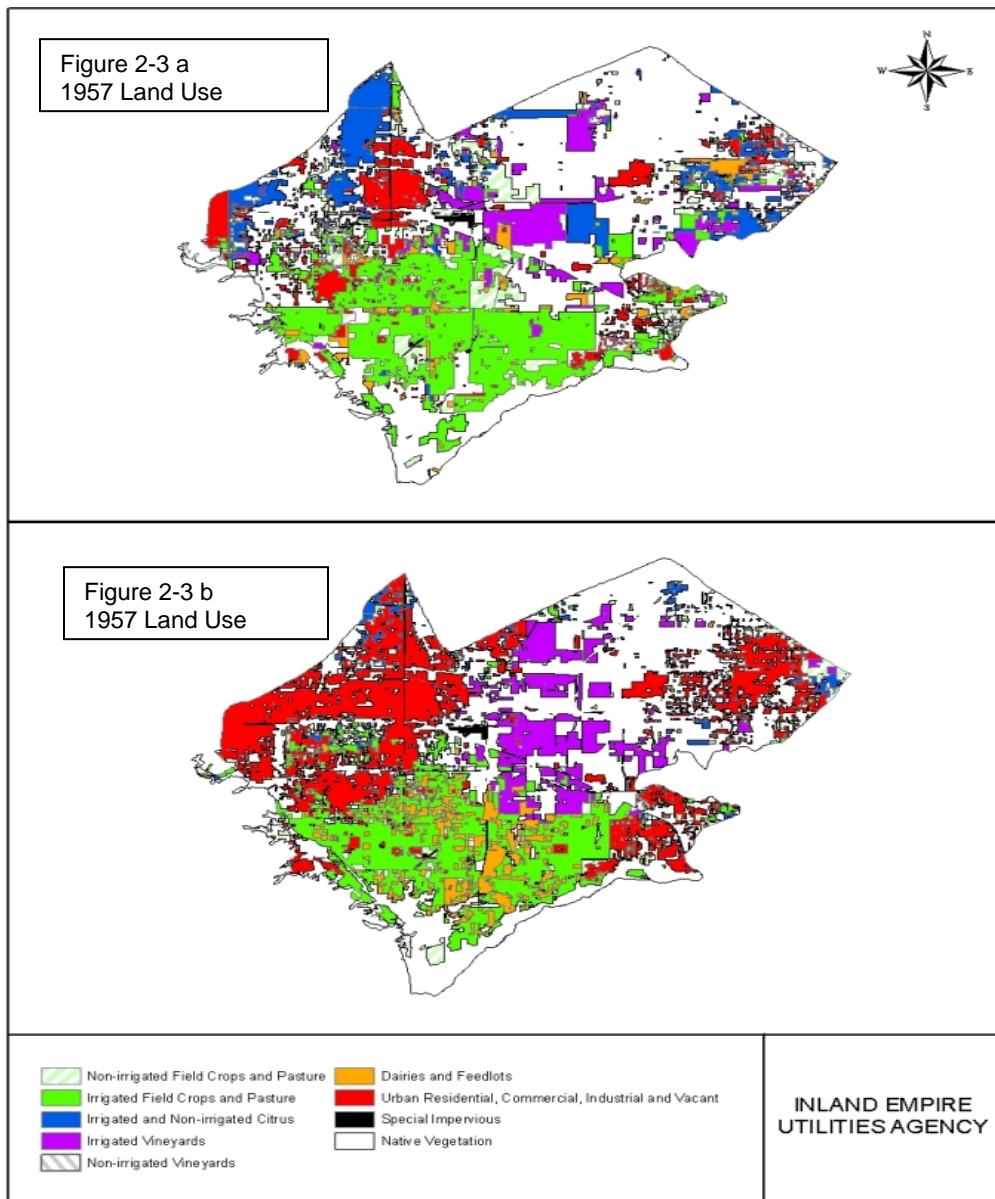 Figure 2-3 a
1957 Land Use
N
W
E
S
Figure 2-3 b
1957 Land Use
Non-irrigated Field Crops and Pasture
Irrigated Field Crops and Pasture
Irrigated and Non-irrigated Citrus
Irrigated Vineyards
Non-irrigated Vineyards
Dairies and Feedlots
Urban Residential, Commercial, Industrial and Vacant
Special Impervious
Native Vegetation
INLAND EMPIRE
UTILITIES AGENCY